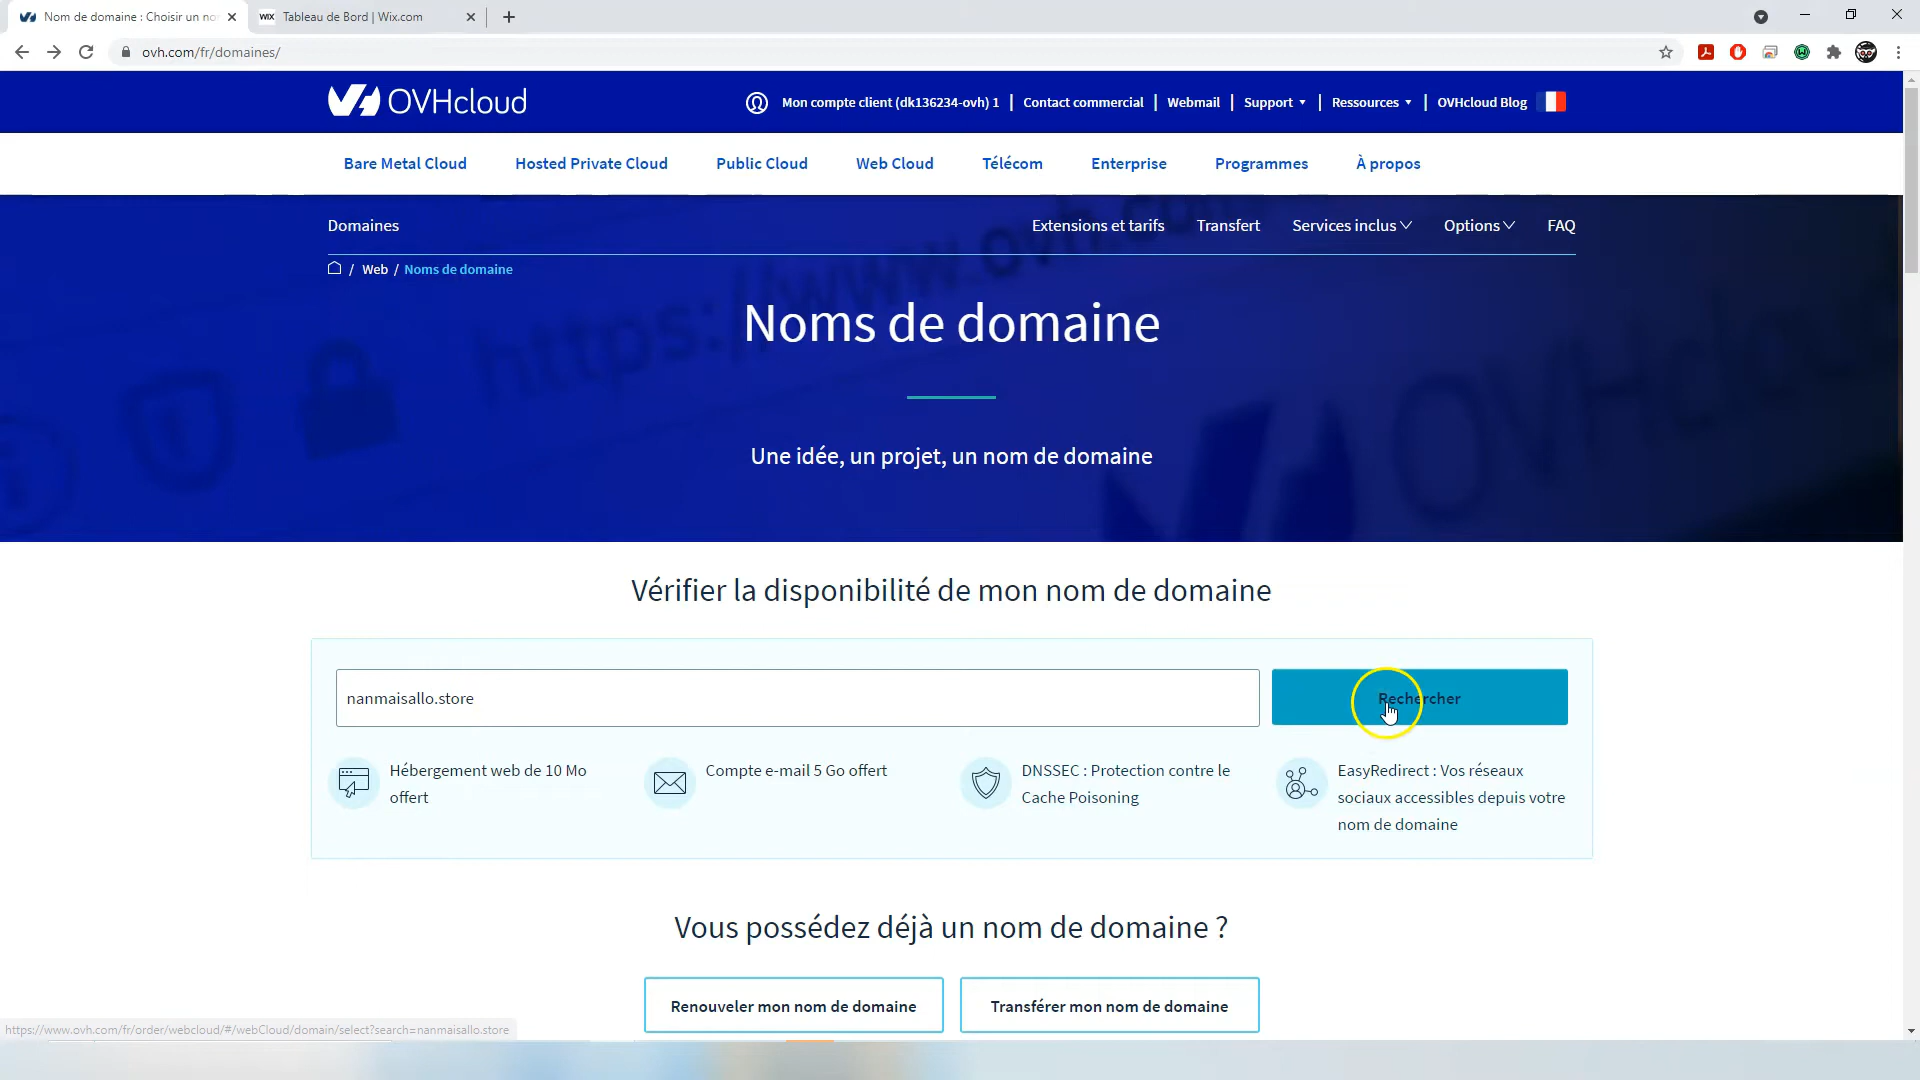 Nom de domaine : Choisir un no
WIX Tableau de Bord | Wix.com
ovh.com/fr/domaines/
OVHcloud
Mon compte client (dk136234-ovh) 1 | Contact commercial | Webmail | Support | Ressources | OVHcloud Blog
Bare Metal Cloud Hosted Private Cloud Public Cloud Web Cloud Télécom Enterprise Programmes À propos
Domaines Extensions et tarifs Transfert Services inclus Options FAQ
/ Web / Noms de domaine
https://www.ovh.co
Noms de domaine
OVHclou
Une idée, un projet, un nom de domaine
Vérifier la disponibilité de mon nom de domaine
nanmaisallo.store Rechercher
Hébergement web de 10 Mo
offert
Compte e-mail 5 Go offert
DNSSEC : Protection contre le
Cache Poisoning
EasyRedirect : Vos réseaux
sociaux accessibles depuis votre
nom de domaine
Vous possédez déjà un nom de domaine ?
Renouveler mon nom de domaine Transférer mon nom de domaine
https://www.ovh.com/fr/order/webcloud/#/webCloud/domain/select?search=nanmaisallo.store